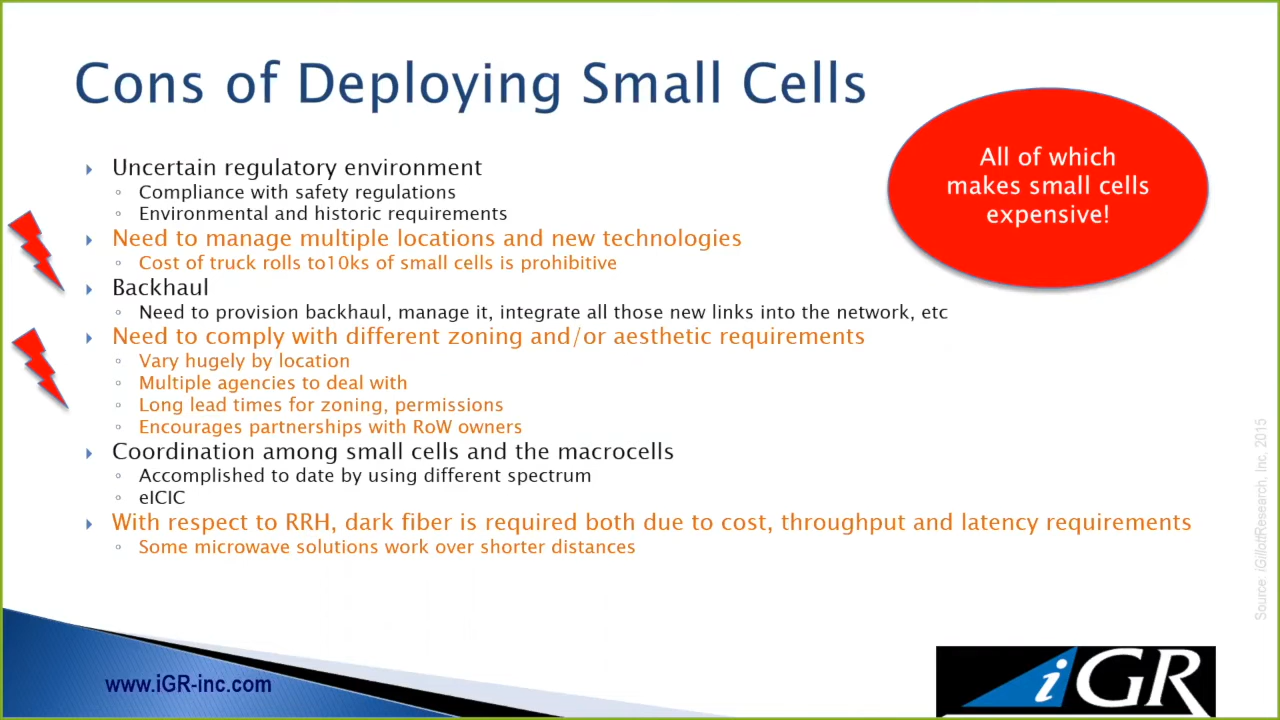 Cons of Deploying Small Cells
All of which
makes small cells
expensive!
Uncertain regulatory environment
Compliance with safety regulations
Environmental and historic requirements
Need to manage multiple locations and new technologies
Cost of truck rolls to10ks of small cells is prohibitive
Backhaul
Need to provision backhaul, manage it, integrate all those new links into the network, etc
Need to comply with different zoning and/or aesthetic requirements
Vary hugely by location
Multiple agencies to deal with
Long lead times for zoning, permissions
Encourages partnerships with RoW owners
Coordination among small cells and the macrocells
Accomplished to date by using different spectrum
eICIC
With respect to RRH, dark fiber is required both due to cost, throughput and latency requirements
Some microwave solutions work over shorter distances
Source: iGillottResearch, Inc, 2015
www.iGR-inc.com
iGR